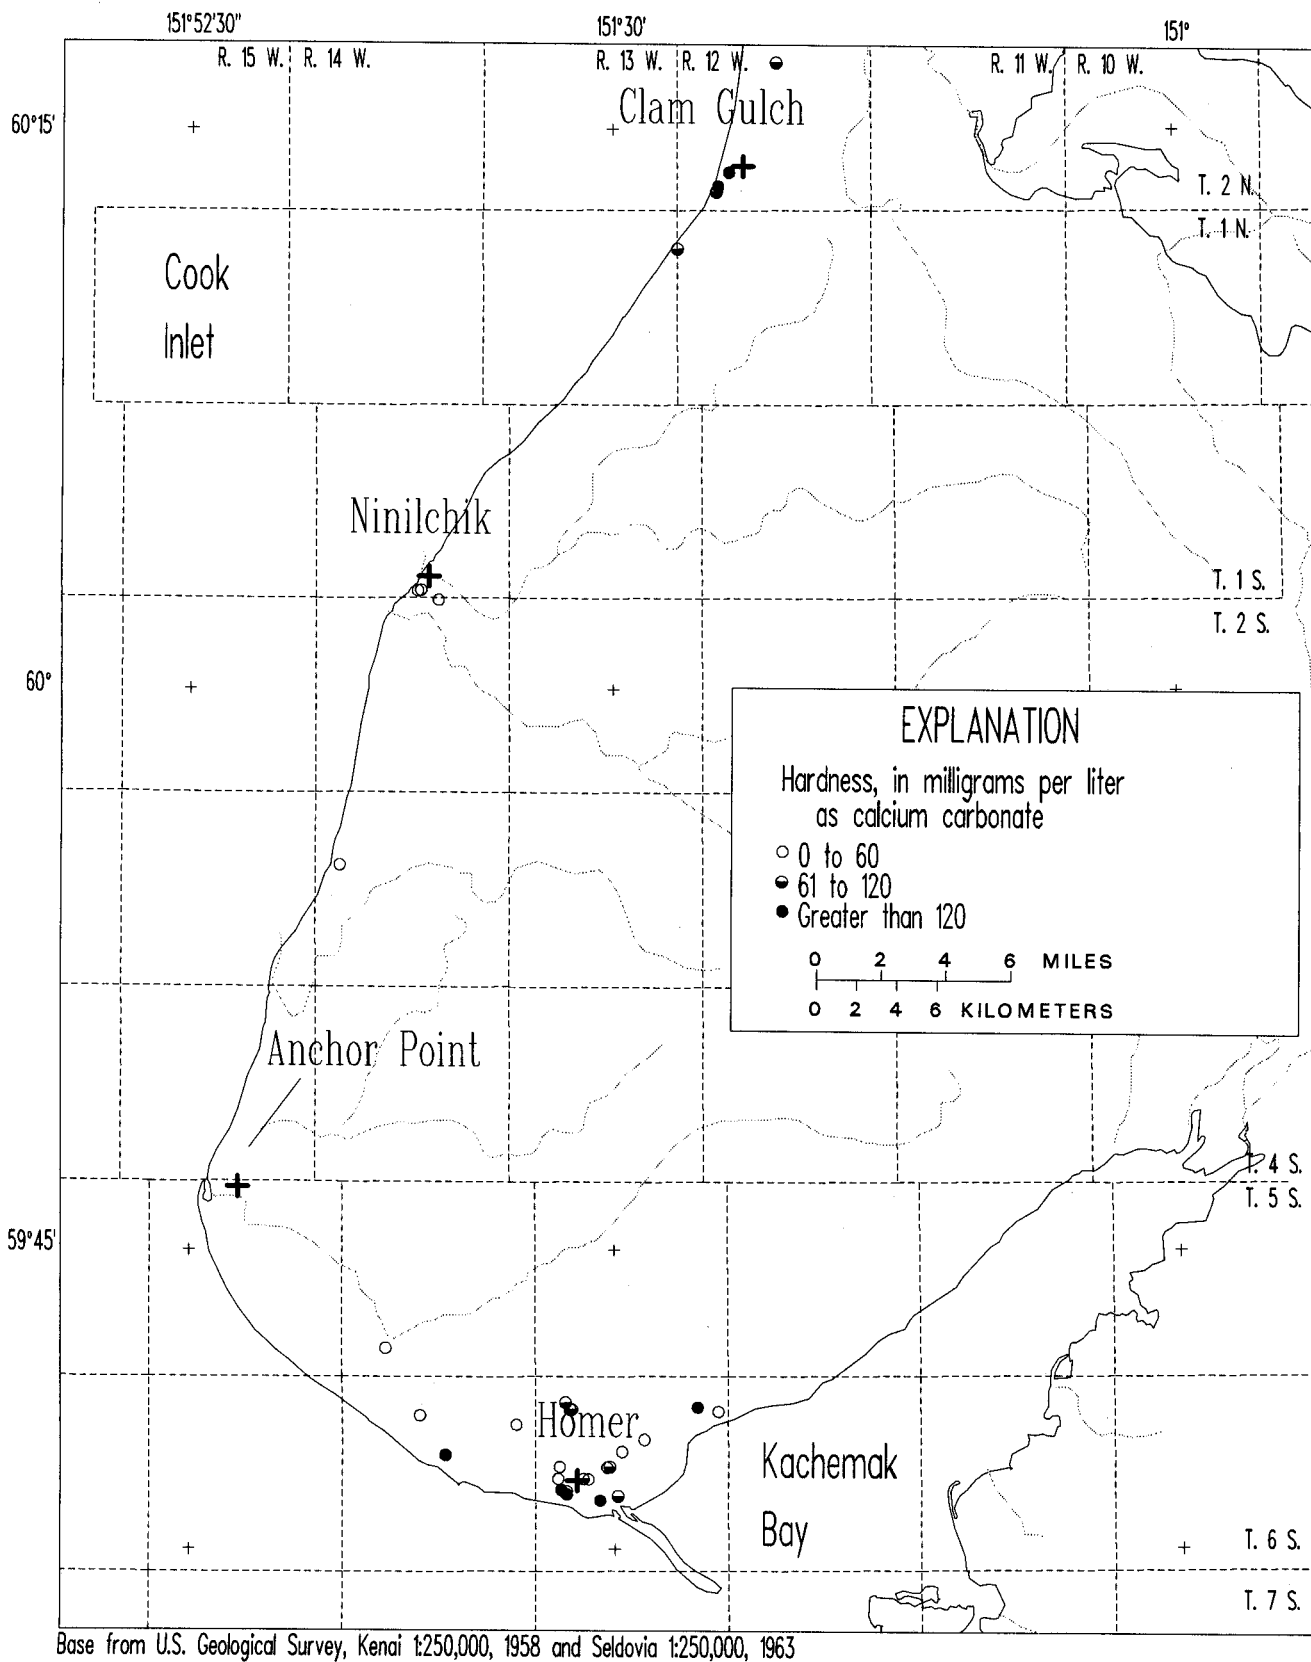 151°52'30" 151°30' 151°
R. 15 W. R. 14 W. R. 13 W. R. 12 W. R. 11 W. R. 10 W.
Clam Gulch
60°15'
T. 2 N.
T. 1 N.
Cook
Inlet
Ninilchik
T. 1 S.
T. 2 S.
60°
EXPLANATION
Hardness, in milligrams per liter
as calcium carbonate
0 to 60
61 to 120
Greater than 120
0 2 4 6 MILES
0 2 4 6 KILOMETERS
Anchor Point
T. 4 S.
T. 5 S.
59°45'
Homer
Kachemak
Bay
T. 6 S.
T. 7 S.
Base from U.S. Geological Survey, Kenai 1:250,000, 1958 and Seldovia 1:250,000, 1963